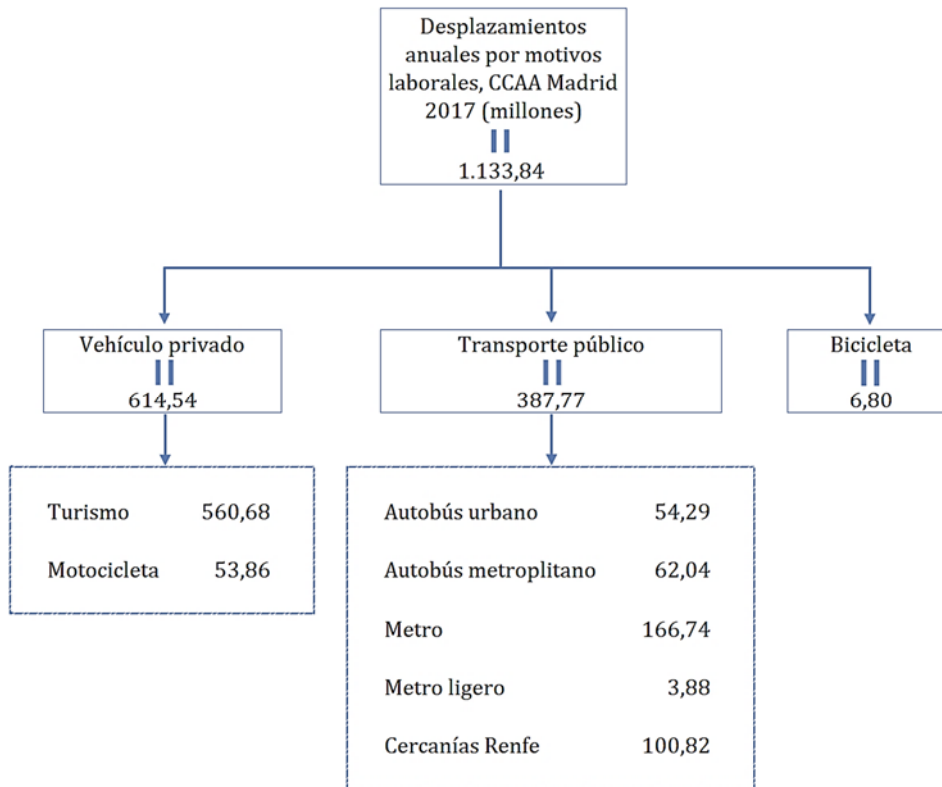 Desplazamientos
anuales por motivos
laborales, CCAA Madrid
2017 (millones)
1.133,84
Vehículo privado
614,54
Transporte público
387,77
Bicicleta
6,80
Turismo 560,68
Motocicleta 53,86
Autobús urbano 54,29
Autobús metroplitano 62,04
Metro 166,74
Metro ligero 3,88
Cercanías Renfe 100,82